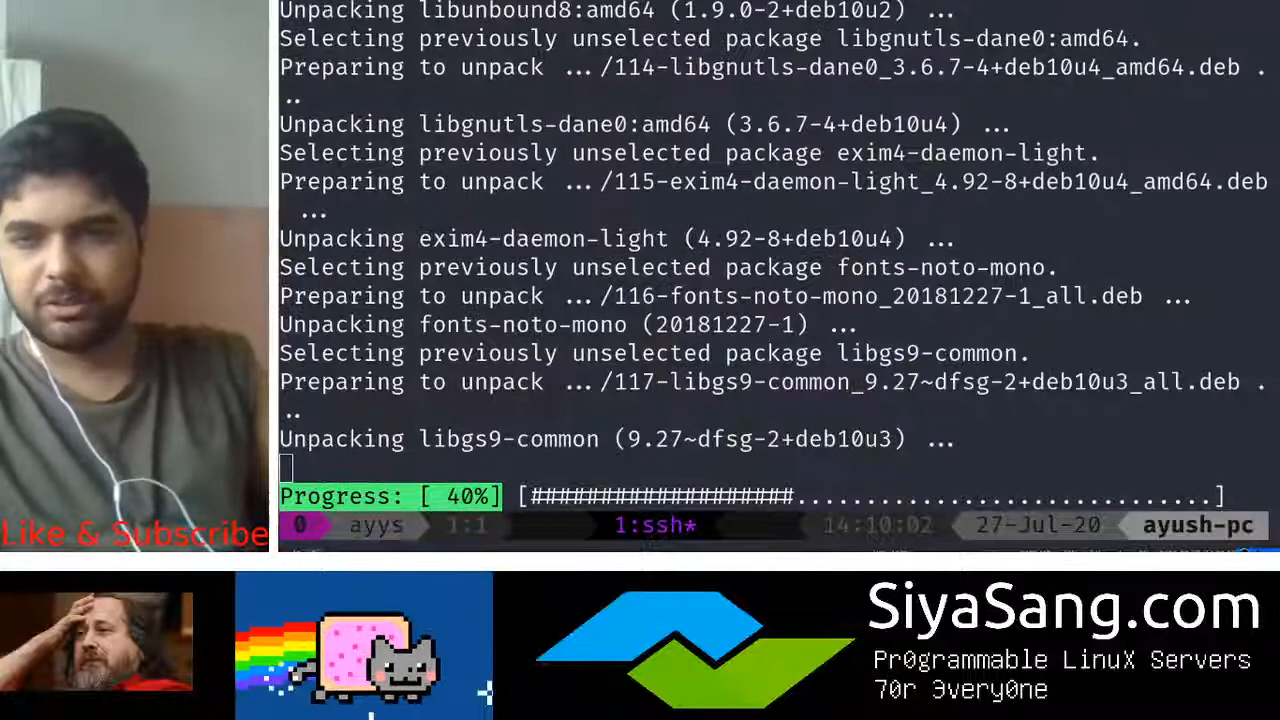 Unpacking libunbound8:amd64 (1.9.0-2+deb10u2) ...
Selecting previously unselected package libgnutls-dane0:amd64.
Preparing to unpack .../114-libgnutls-dane0_3.6.7-4+deb10u4_amd64.deb .
..
Unpacking libgnutls-dane0:amd64 (3.6.7-4+deb10u4) ...
Selecting previously unselected package exim4-daemon-light.
Preparing to unpack .../115-exim4-daemon-light_4.92-8+deb10u4_amd64.deb
...
Unpacking exim4-daemon-light (4.92-8+deb10u4) ...
Selecting previously unselected package fonts-noto-mono.
Preparing to unpack .../116-fonts-noto-mono_20181227-1_all.deb ...
Unpacking fonts-noto-mono (20181227-1) ...
Selecting previously unselected package libgs9-common.
Preparing to unpack .../117-libgs9-common_9.27~dfsg-2+deb10u3_all.deb .
..
Unpacking libgs9-common (9.27~dfsg-2+deb10u3) ...
Progress: [ 40%] [###################..............................]
0 ayys 1:1 1:ssh* 14:10:02 27-Jul-20 ayush-pc
Like & Subscribe
SiyaSang.com
Pr0grammable LinuX Servers
70r 3very0ne